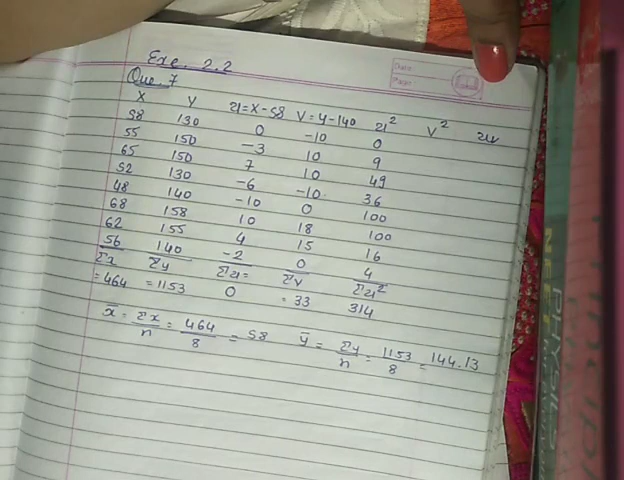 Exe. 2.2
Que 7
X Y u=X-58 V=Y-140 u² V² uv
58 130 0 -10 0
55 150 -3 10 9
65 150 7 10 49
52 130 -6 -10 36
48 140 -10 0 100
68 158 10 18 100
62 155 4 15 16
56 140 -2 0 4
Σx Σy Σu= Σv Σu²
=464 =1153 0 =33 314
x̄ = Σx/n = 464/8 = 58 ȳ = Σy/n = 1153/8 = 144.13